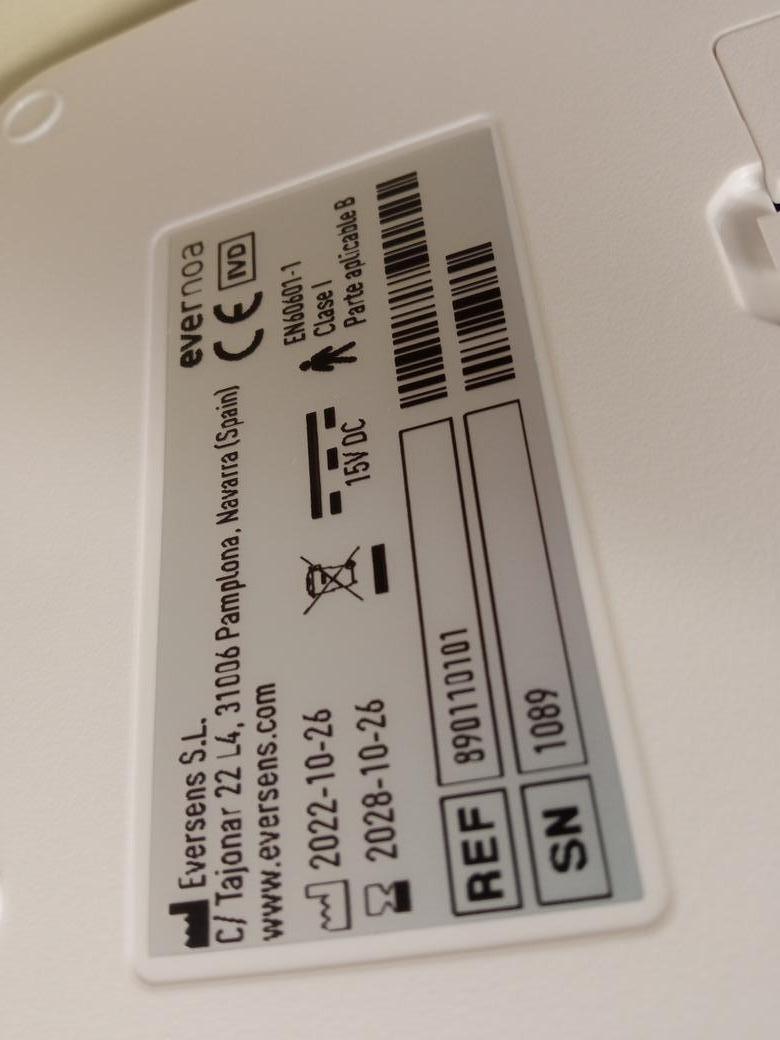 Eversens S.L.
evernoa
C/ Tajonar 22 L4, 31006 Pamplona, Navarra (Spain)
CE IVD
www.eversens.com
2022-10-26
EN60601-1
2028-10-26
15V DC
Clase I
Parte aplicable B
REF 890110101
SN 1089